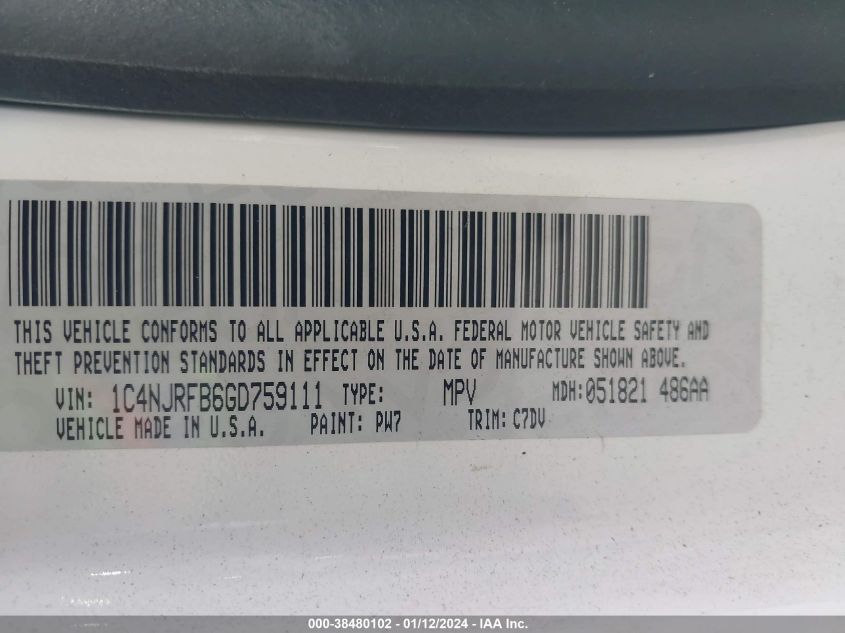 THIS VEHICLE CONFORMS TO ALL APPLICABLE U.S.A. FEDERAL MOTOR VEHICLE SAFETY AND
THEFT PREVENTION STANDARDS IN EFFECT ON THE DATE OF MANUFACTURE SHOWN ABOVE.
VIN: 1C4NJRFB6GD759111 TYPE: MPV MDH:051821 486AA
VEHICLE MADE IN U.S.A. PAINT: PW7 TRIM: C7DV
000-38480102 - 01/12/2024 - IAA Inc.